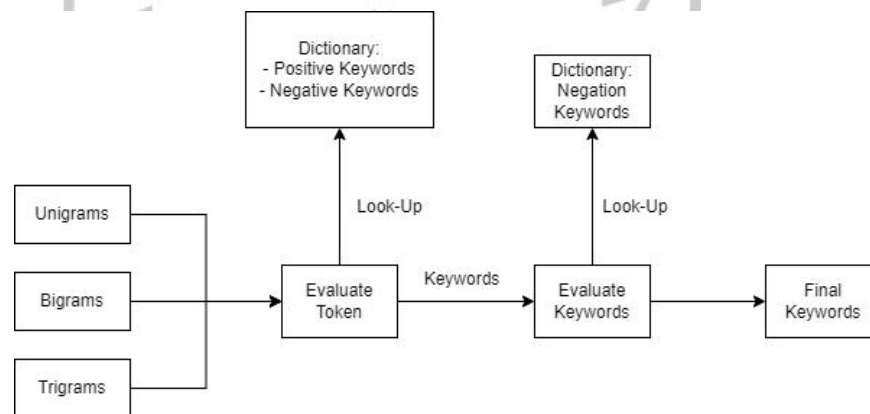 Dictionary:
- Positive Keywords
- Negative Keywords
Dictionary:
Negation
Keywords
Look-Up
Look-Up
Unigrams
Bigrams
Trigrams
Evaluate
Token
Keywords
Evaluate
Keywords
Final
Keywords